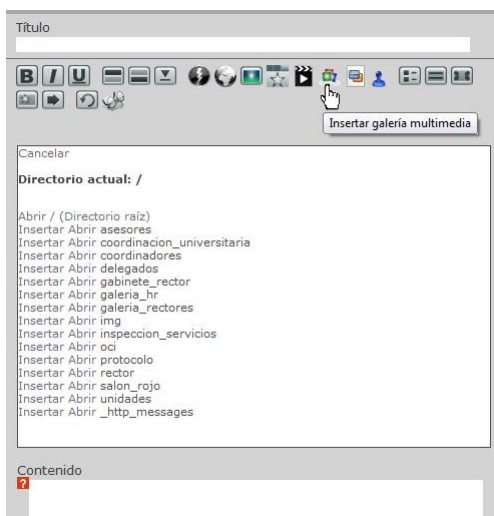 Título
B I U
Insertar galería multimedia
Cancelar
Directorio actual: /
Abrir / (Directorio raíz)
Insertar Abrir asesores
Insertar Abrir coordinacion_universitaria
Insertar Abrir coordinadores
Insertar Abrir delegados
Insertar Abrir gabinete_rector
Insertar Abrir galeria_hr
Insertar Abrir galeria_rectores
Insertar Abrir img
Insertar Abrir inspeccion_servicios
Insertar Abrir oci
Insertar Abrir protocolo
Insertar Abrir rector
Insertar Abrir salon_rojo
Insertar Abrir unidades
Insertar Abrir _http_messages
Contenido
?